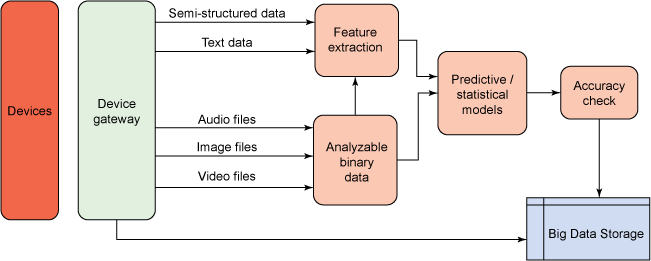 Devices
Device
gateway
Semi-structured data
Text data
Audio files
Image files
Video files
Feature
extraction
Analyzable
binary
data
Predictive /
statistical
models
Accuracy
check
Big Data Storage